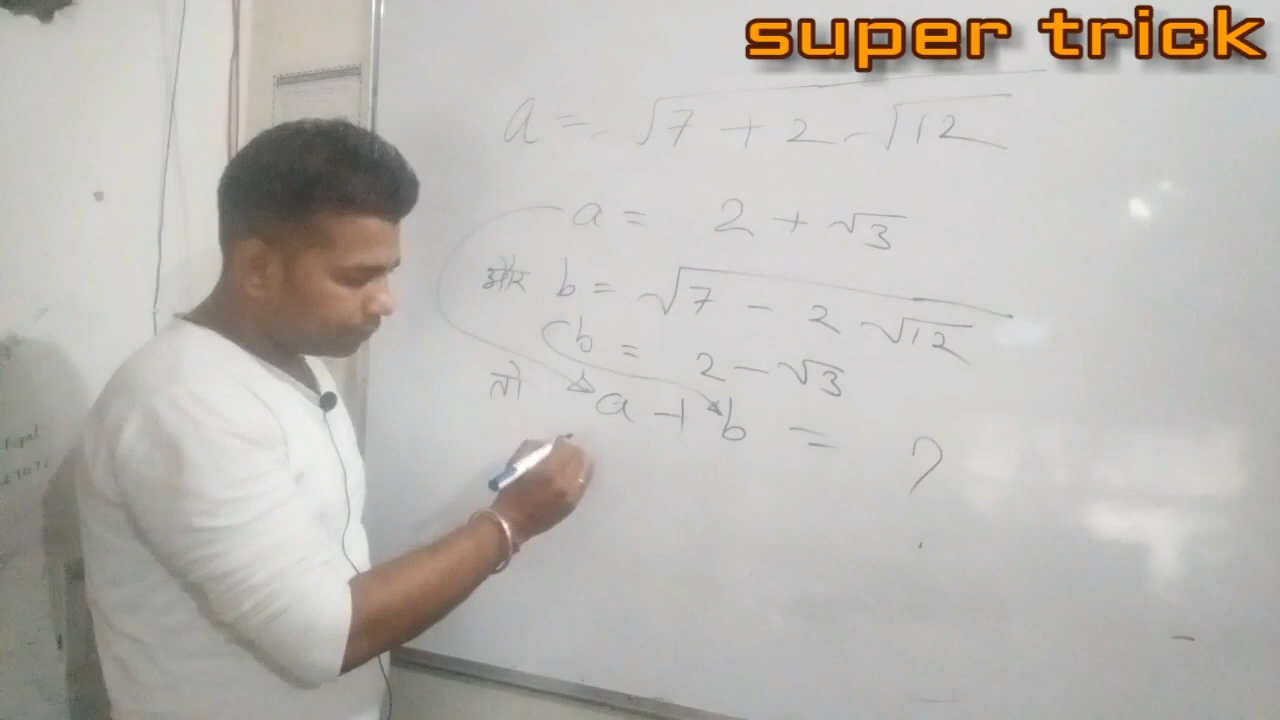 super trick
a = √7 + 2 √12
a = 2 + √3
और b = √7 - 2 √12
b = 2 - √3
तो a + b = ?